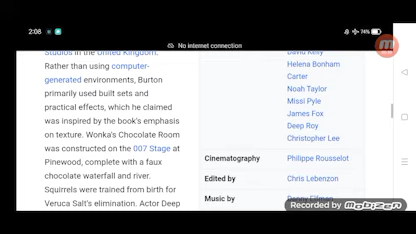 2:08
74%
No internet connection
Studios in the United Kingdom.
Rather than using computer-
generated environments, Burton
primarily used built sets and
practical effects, which he claimed
was inspired by the book's emphasis
on texture. Wonka's Chocolate Room
was constructed on the 007 Stage at
Pinewood, complete with a faux
chocolate waterfall and river.
Squirrels were trained from birth for
Veruca Salt's elimination. Actor Deep
David Kelly
Helena Bonham
Carter
Noah Taylor
Missi Pyle
James Fox
Deep Roy
Christopher Lee
Cinematography Philippe Rousselot
Edited by Chris Lebenzon
Music by Danny Elfman
Recorded by Mobizen